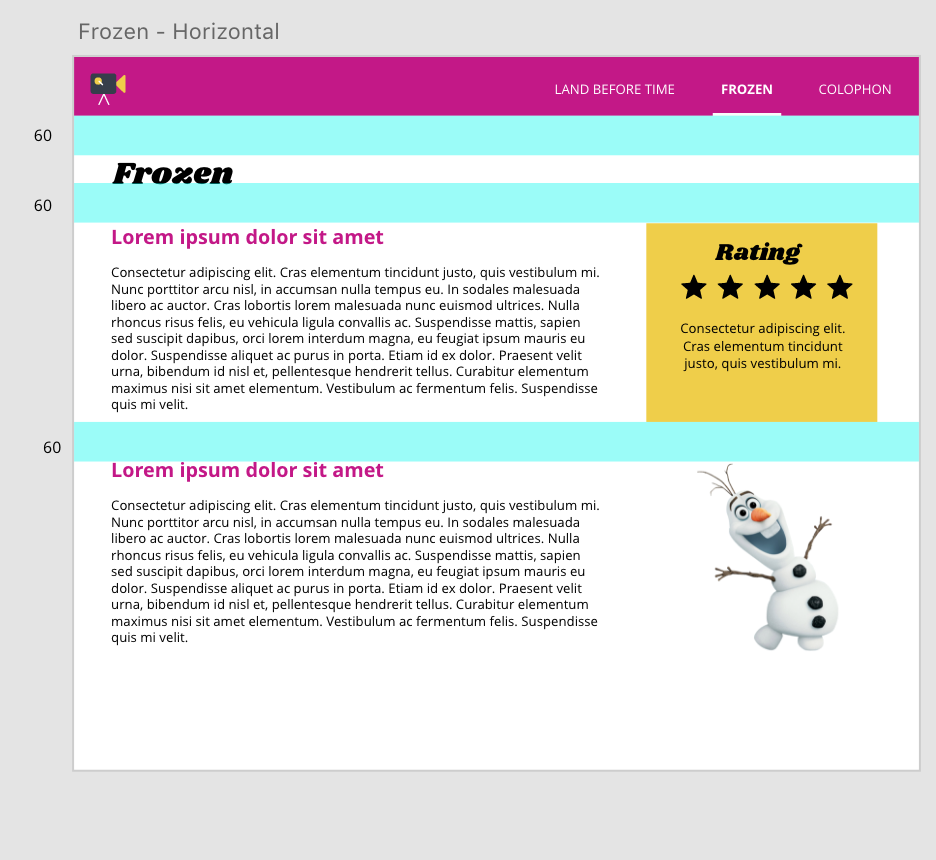 Frozen - Horizontal
LAND BEFORE TIME
FROZEN
COLOPHON
60
Frozen
60
Lorem ipsum dolor sit amet
Consectetur adipiscing elit. Cras elementum tincidunt justo, quis vestibulum mi.
Nunc porttitor arcu nisl, in accumsan nulla tempus eu. In sodales malesuada
libero ac auctor. Cras lobortis lorem malesuada nunc euismod ultrices. Nulla
rhoncus risus felis, eu vehicula ligula convallis ac. Suspendisse mattis, sapien
sed suscipit dapibus, orci lorem interdum magna, eu feugiat ipsum mauris eu
dolor. Suspendisse aliquet ac purus in porta. Etiam id ex dolor. Praesent velit
urna, bibendum id nisl et, pellentesque hendrerit tellus. Curabitur elementum
maximus nisi sit amet elementum. Vestibulum ac fermentum felis. Suspendisse
quis mi velit.
Rating
Consectetur adipiscing elit.
Cras elementum tincidunt
justo, quis vestibulum mi.
60
Lorem ipsum dolor sit amet
Consectetur adipiscing elit. Cras elementum tincidunt justo, quis vestibulum mi.
Nunc porttitor arcu nisl, in accumsan nulla tempus eu. In sodales malesuada
libero ac auctor. Cras lobortis lorem malesuada nunc euismod ultrices. Nulla
rhoncus risus felis, eu vehicula ligula convallis ac. Suspendisse mattis, sapien
sed suscipit dapibus, orci lorem interdum magna, eu feugiat ipsum mauris eu
dolor. Suspendisse aliquet ac purus in porta. Etiam id ex dolor. Praesent velit
urna, bibendum id nisl et, pellentesque hendrerit tellus. Curabitur elementum
maximus nisi sit amet elementum. Vestibulum ac fermentum felis. Suspendisse
quis mi velit.